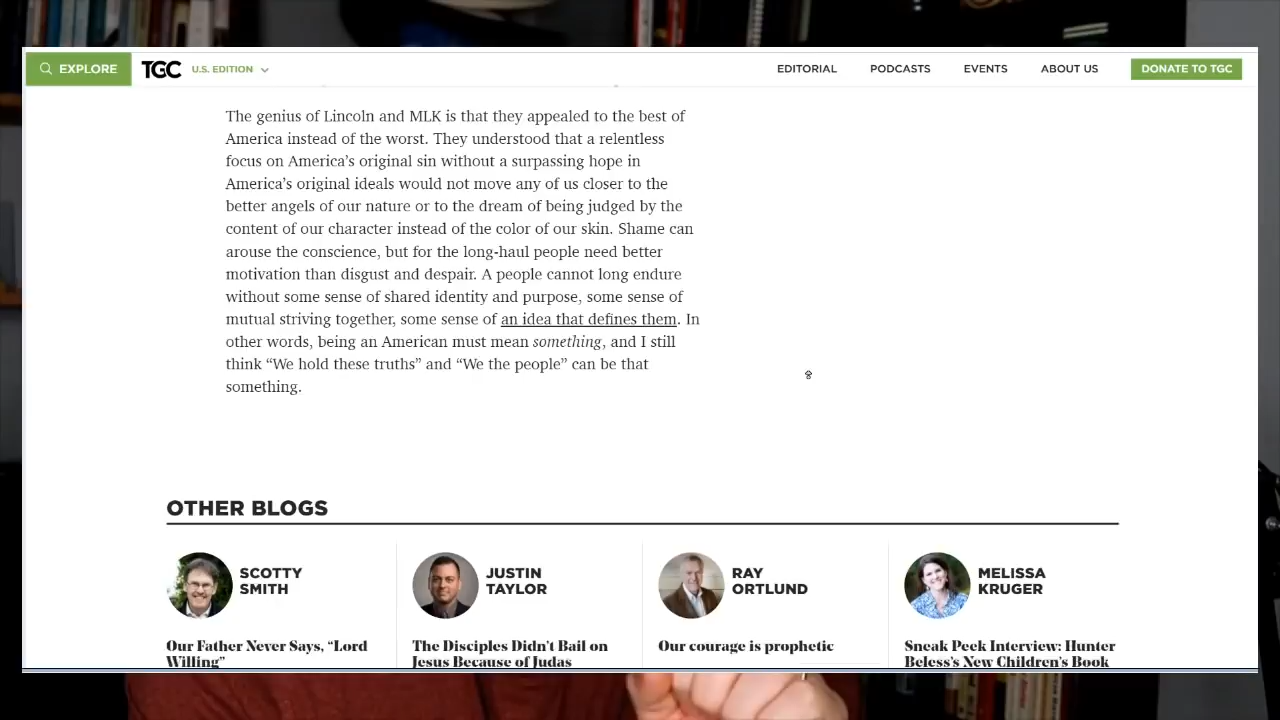 EXPLORE
TGC
U.S. EDITION
EDITORIAL
PODCASTS
EVENTS
ABOUT US
DONATE TO TGC
The genius of Lincoln and MLK is that they appealed to the best of
America instead of the worst. They understood that a relentless
focus on America’s original sin without a surpassing hope in
America’s original ideals would not move any of us closer to the
better angels of our nature or to the dream of being judged by the
content of our character instead of the color of our skin. Shame can
arouse the conscience, but for the long-haul people need better
motivation than disgust and despair. A people cannot long endure
without some sense of shared identity and purpose, some sense of
mutual striving together, some sense of an idea that defines them. In
other words, being an American must mean something, and I still
think “We hold these truths” and “We the people” can be that
something.
OTHER BLOGS
SCOTTY
SMITH
Our Father Never Says, “Lord
Willing”
JUSTIN
TAYLOR
The Disciples Didn’t Bail on
Jesus Because of Judas
RAY
ORTLUND
Our courage is prophetic
MELISSA
KRUGER
Sneak Peek Interview: Hunter
Beless’s New Children’s Book